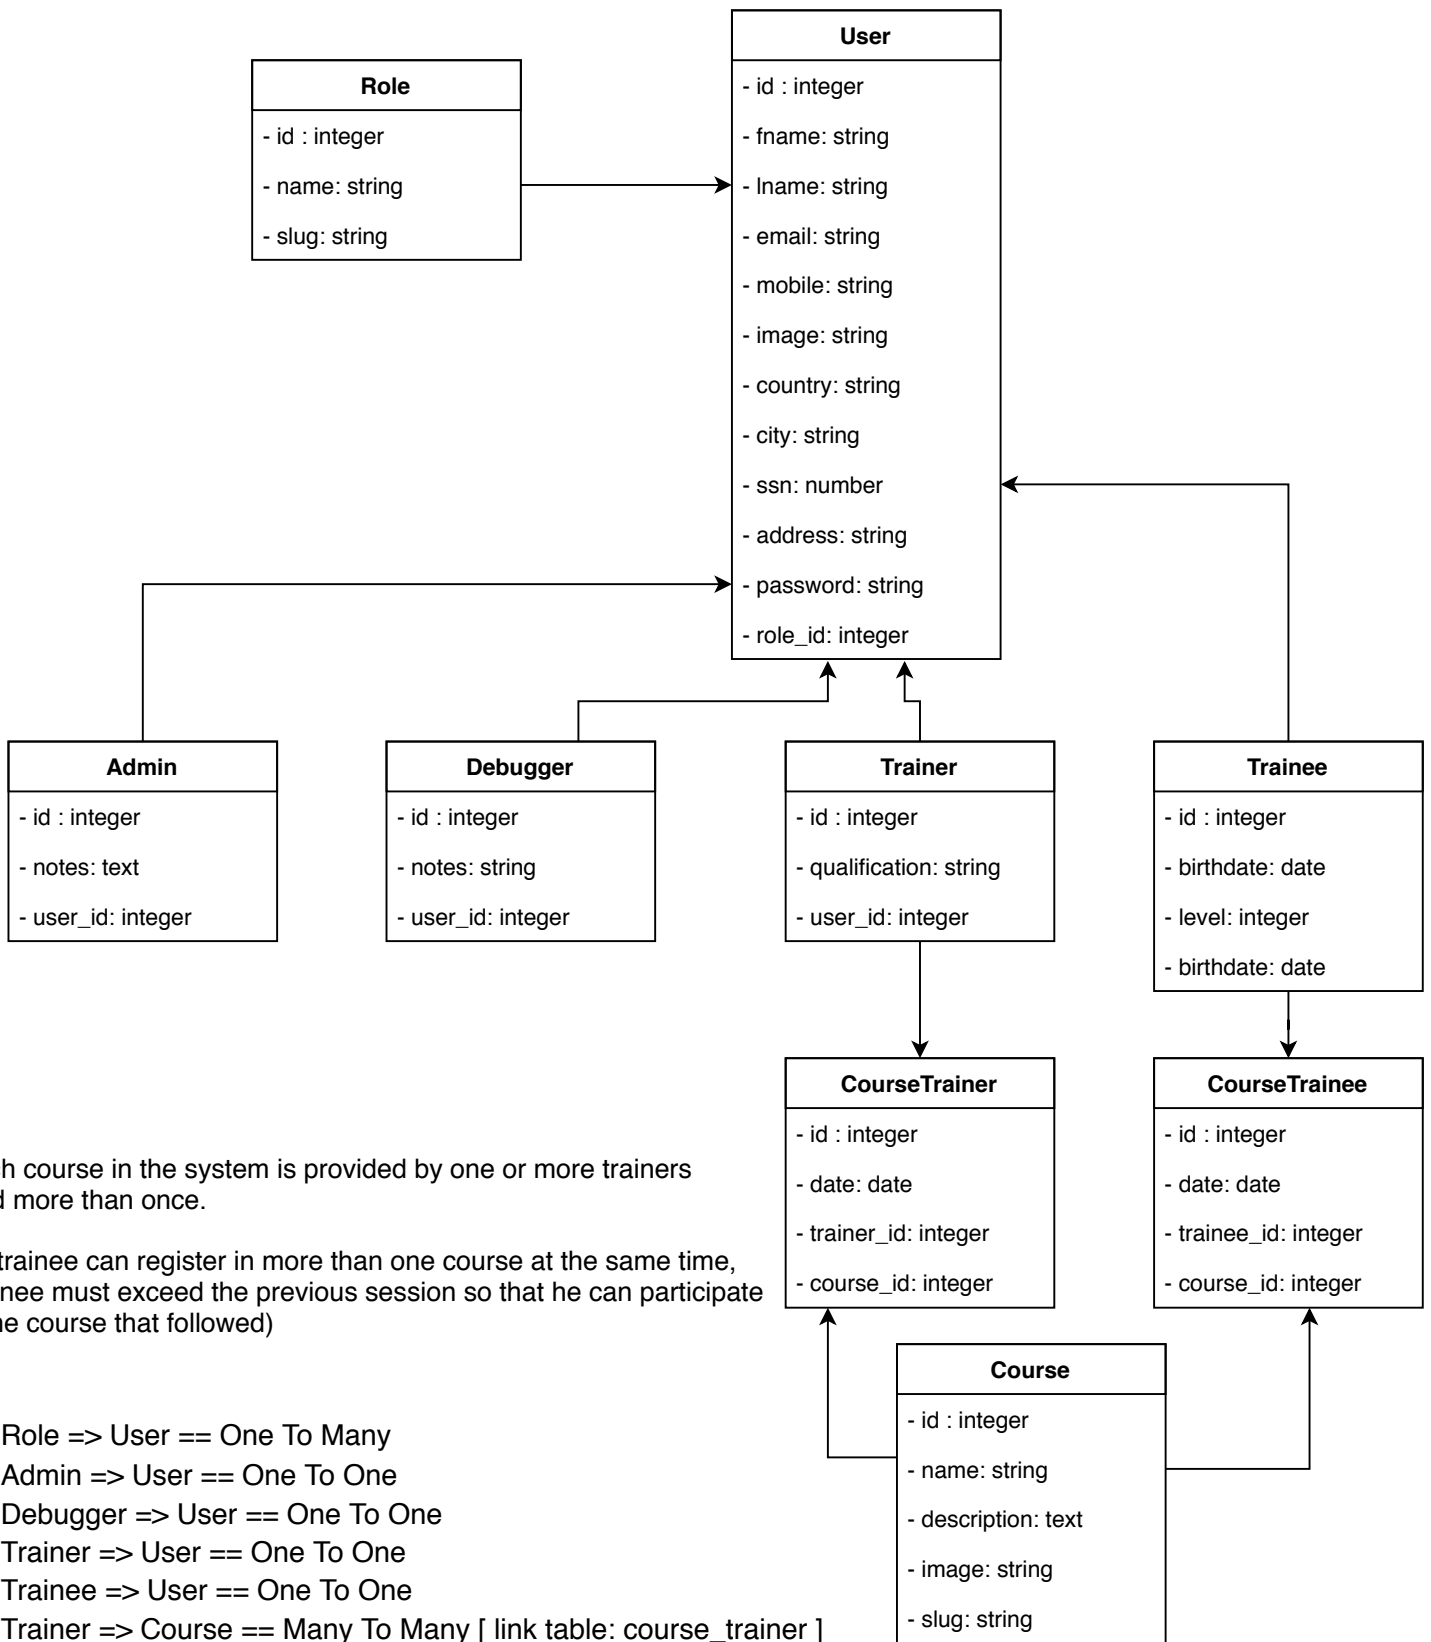 User
- id : integer
- fname: string
- lname: string
- email: string
- mobile: string
- image: string
- country: string
- city: string
- ssn: number
- address: string
- password: string
- role_id: integer
Role
- id : integer
- name: string
- slug: string
Admin
- id : integer
- notes: text
- user_id: integer
Debugger
- id : integer
- notes: string
- user_id: integer
Trainer
- id : integer
- qualification: string
- user_id: integer
Trainee
- id : integer
- birthdate: date
- level: integer
- birthdate: date
CourseTrainer
- id : integer
- date: date
- trainer_id: integer
- course_id: integer
CourseTrainee
- id : integer
- date: date
- trainee_id: integer
- course_id: integer
course in the system is provided by one or more trainers
more than once.
trainee can register in more than one course at the same time,
must exceed the previous session so that he can participate
course that followed)
Course
- id : integer
- name: string
- description: text
- image: string
- slug: string
Role => User == One To Many
Admin => User == One To One
Debugger => User == One To One
Trainer => User == One To One
Trainee => User == One To One
Trainer => Course == Many To Many [ link table: course_trainer ]